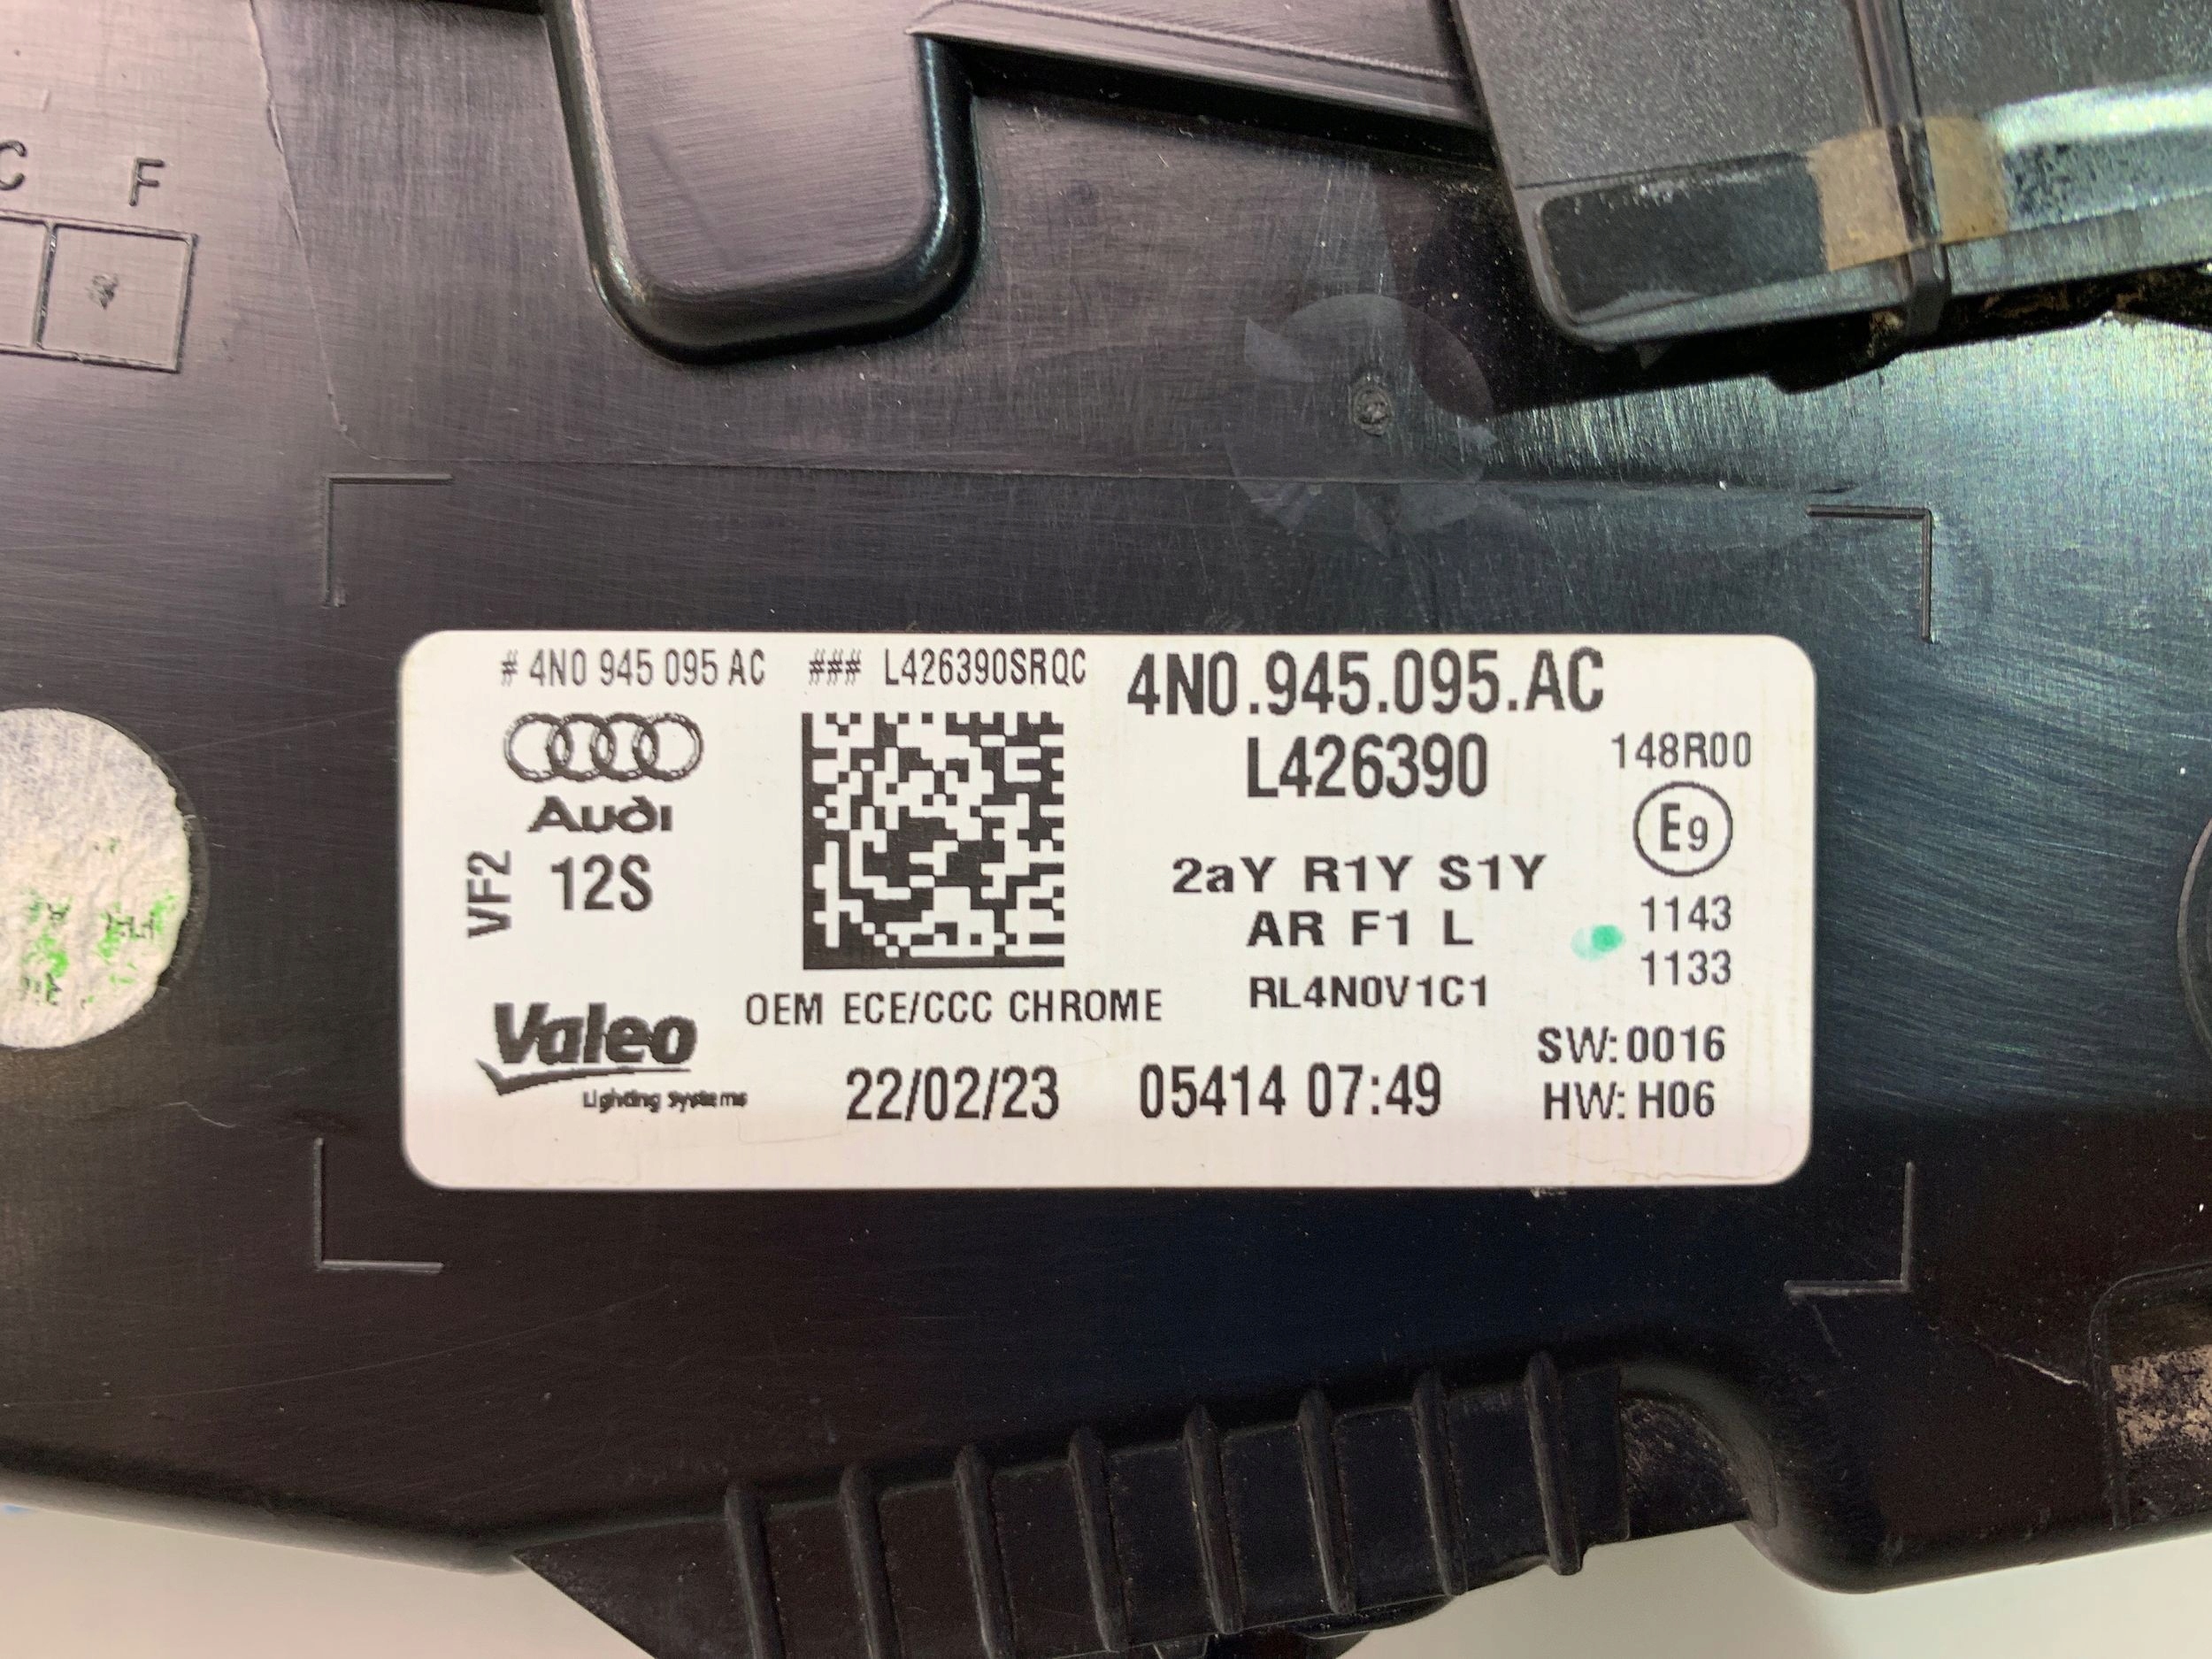 C F
# 4N0 945 095 AC ### L426390SRQC
4N0.945.095.AC
L426390
148R00
Audi
E9
VF2
12S
2aY R1Y S1Y
AR F1 L
1143
1133
RL4N0V1C1
Valeo
Lighting Systems
OEM ECE/CCC CHROME
SW:0016
HW:H06
22/02/23 05414 07:49